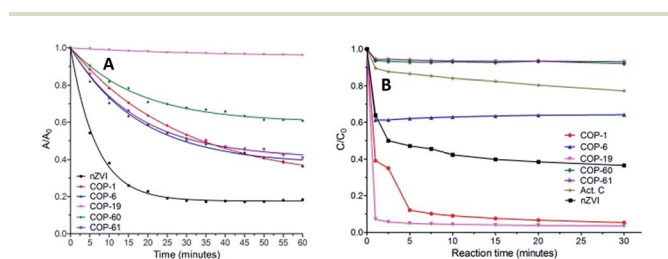 A
A/A0
1.0
0.8
0.6
0.4
0.2
0.0
nZVI
COP-1
COP-6
COP-19
COP-60
COP-61
0 5 10 15 20 25 30 35 40 45 50 55 60
Time (minutes)
B
C/C0
1.0
0.8
0.6
0.4
0.2
0.0
COP-1
COP-6
COP-19
COP-60
COP-61
Act. C
nZVI
0 5 10 15 20 25 30
Reaction time (minutes)